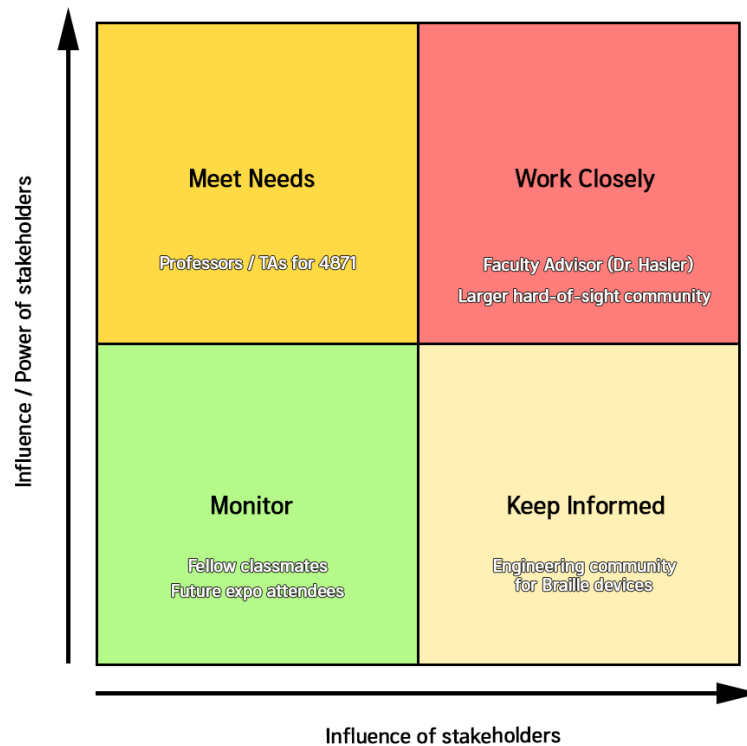 Influence / Power of stakeholders
Meet Needs
Professors / TAs for 4871
Work Closely
Faculty Advisor (Dr. Hasler)
Larger hard-of-sight community
Monitor
Fellow classmates
Future expo attendees
Keep Informed
Engineering community
for Braille devices
Influence of stakeholders